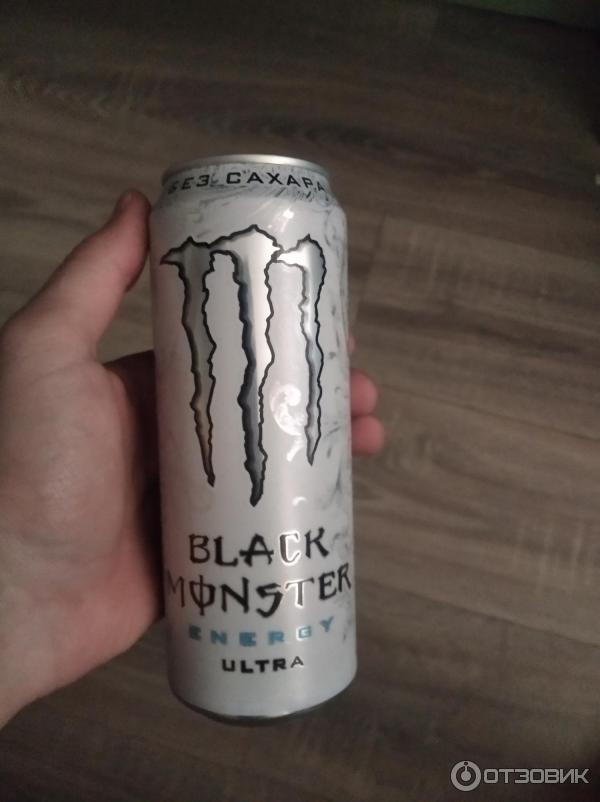 БЕЗ САХАРА
BLACK
MONSTER
ENERGY
ULTRA
ОТЗОВИК